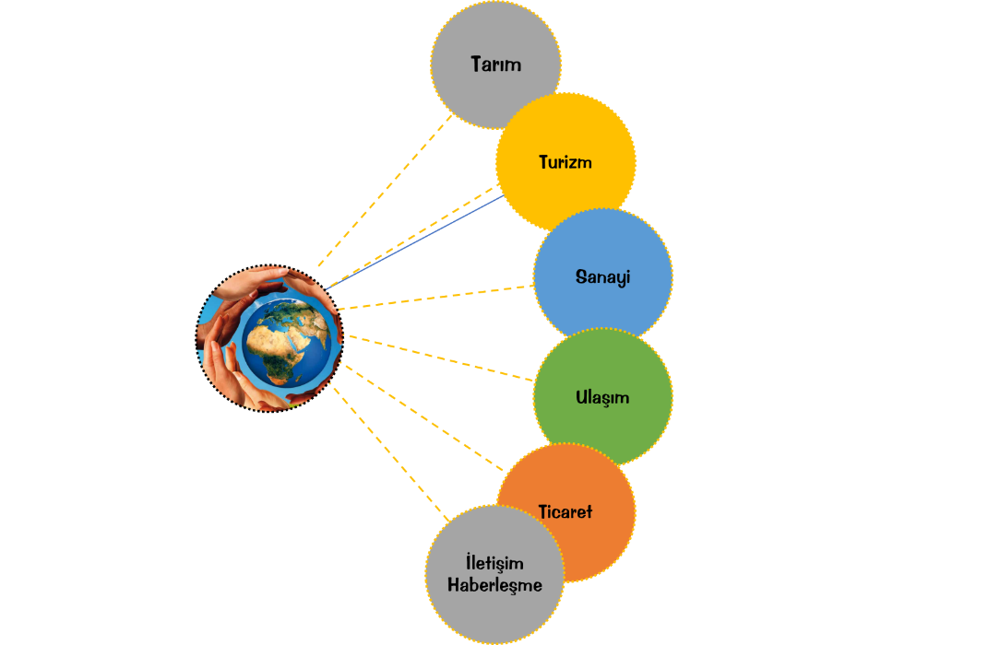 Tarım
Turizm
Sanayi
Ulaşım
Ticaret
İletişim
Haberleşme